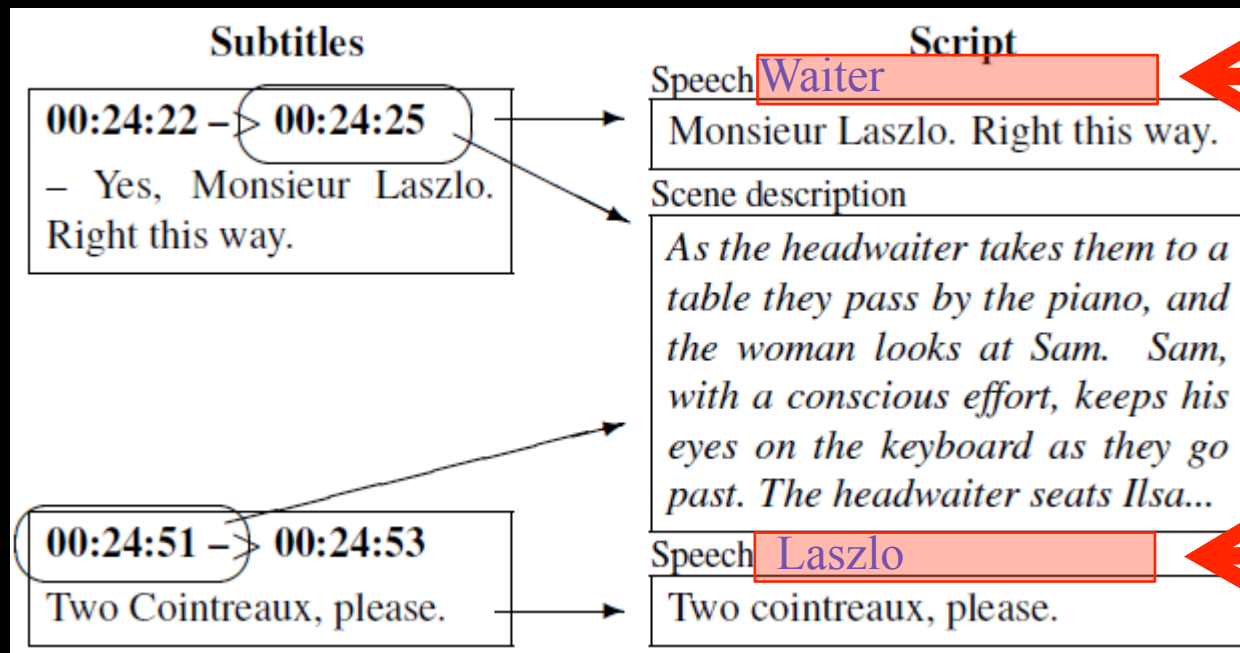 Subtitles
00:24:22 –> 00:24:25
– Yes, Monsieur Laszlo.
Right this way.
00:24:51 –> 00:24:53
Two Cointreaux, please.
Script
Speech Waiter
Monsieur Laszlo. Right this way.
Scene description
As the headwaiter takes them to a
table they pass by the piano, and
the woman looks at Sam. Sam,
with a conscious effort, keeps his
eyes on the keyboard as they go
past. The headwaiter seats Ilsa...
Speech Laszlo
Two cointreaux, please.